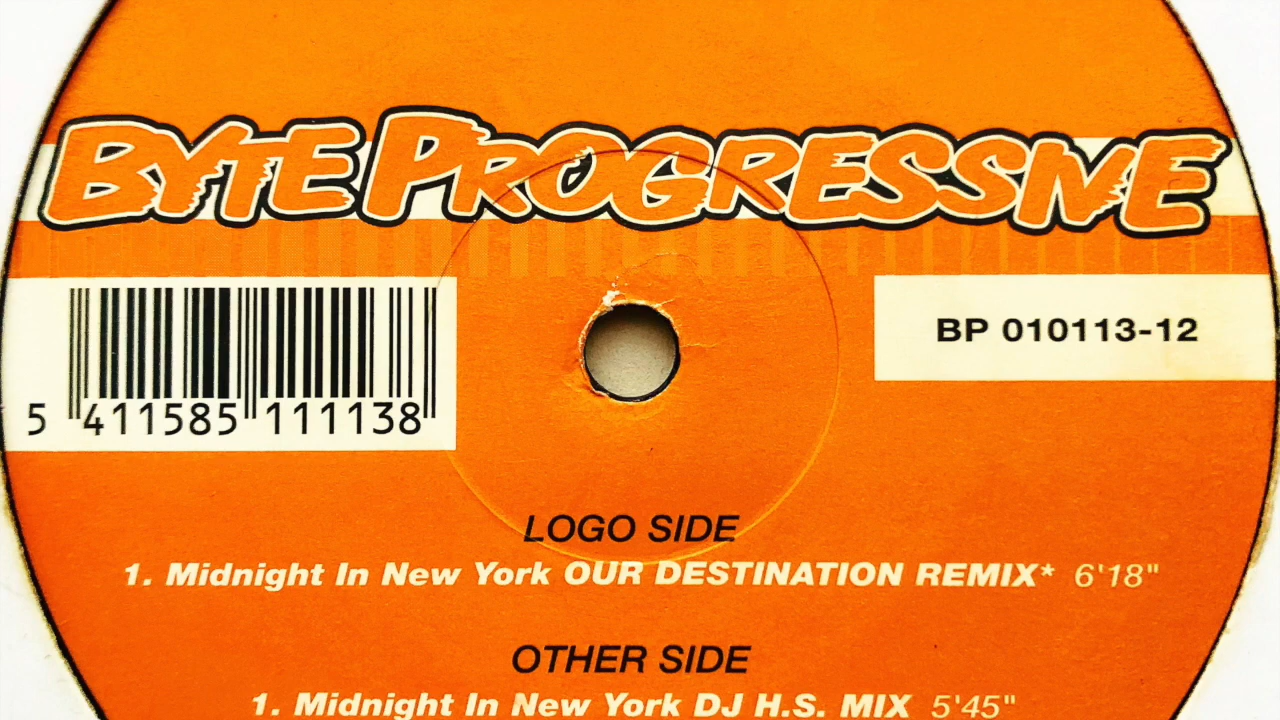 BYTE PROGRESSIVE
BP 010113-12
5 411585 111138
LOGO SIDE
1. Midnight In New York OUR DESTINATION REMIX* 6'18"
OTHER SIDE
1. Midnight In New York DJ H.S. MIX 5'45"